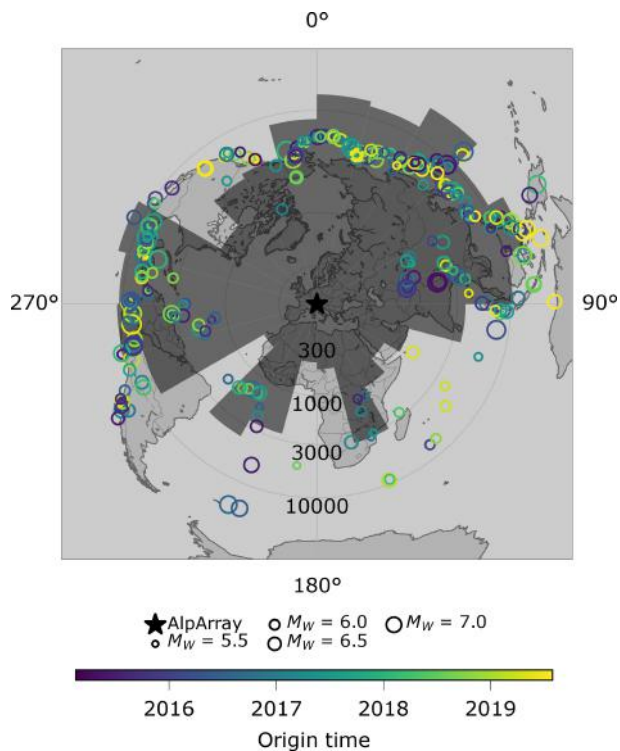 0°
270°
90°
300
1000
3000
10000
180°
AlpArray
M_W = 6.0
M_W = 7.0
M_W = 5.5
M_W = 6.5
2016
2017
2018
2019
Origin time